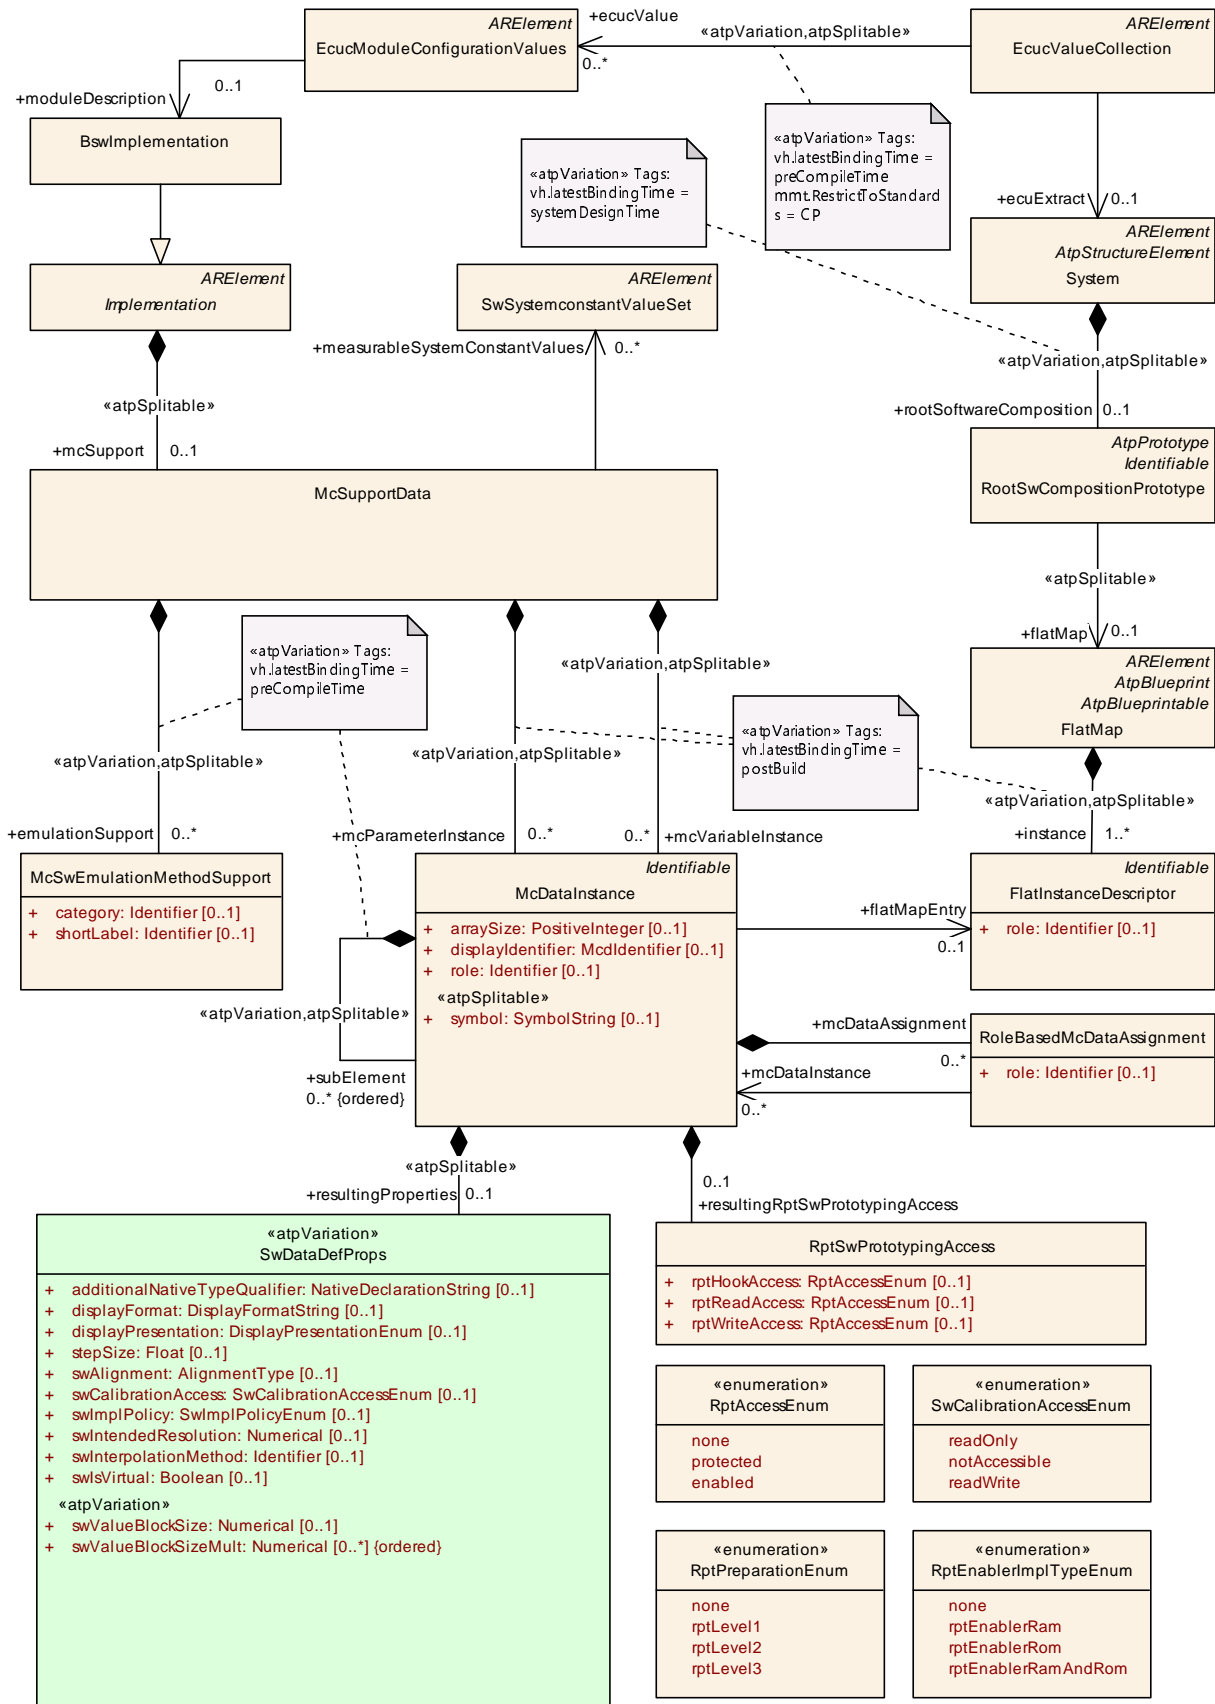 ARElement
EcucModuleConfigurationValues
+ecucValue
0..*
«atpVariation,atpSplitable»
ARElement
EcucValueCollection
0..1
+moduleDescription
BswImplementation
«atpVariation» Tags:
vh.latestBindingTime =
systemDesignTime
«atpVariation» Tags:
vh.latestBindingTime =
preCompileTime
mmt.RestrictToStandard
s = CP
+ecuExtract
0..1
ARElement
Implementation
ARElement
SwSystemconstantValueSet
ARElement
AtpStructureElement
System
+measurableSystemConstantValues
0..*
«atpVariation,atpSplitable»
«atpSplitable»
+rootSoftwareComposition
0..1
+mcSupport
0..1
AtpPrototype
Identifiable
RootSwCompositionPrototype
McSupportData
«atpSplitable»
+flatMap
0..1
«atpVariation» Tags:
vh.latestBindingTime =
preCompileTime
«atpVariation,atpSplitable»
ARElement
AtpBlueprint
AtpBlueprintable
FlatMap
«atpVariation» Tags:
vh.latestBindingTime =
postBuild
«atpVariation,atpSplitable»
«atpVariation,atpSplitable»
«atpVariation,atpSplitable»
+emulationSupport
0..*
+mcParameterInstance
0..*
0..*
+mcVariableInstance
+instance
1..*
McSwEmulationMethodSupport
+ category: Identifier [0..1]
+ shortLabel: Identifier [0..1]
Identifiable
McDataInstance
+ arraySize: PositiveInteger [0..1]
+ displayIdentifier: McdIdentifier [0..1]
+ role: Identifier [0..1]
«atpSplitable»
+ symbol: SymbolString [0..1]
+flatMapEntry
0..1
Identifiable
FlatInstanceDescriptor
+ role: Identifier [0..1]
«atpVariation,atpSplitable»
+subElement
0..* {ordered}
+mcDataAssignment
0..*
+mcDataInstance
0..*
RoleBasedMcDataAssignment
+ role: Identifier [0..1]
«atpSplitable»
+resultingProperties
0..1
0..1
+resultingRptSwPrototypingAccess
«atpVariation»
SwDataDefProps
+ additionalNativeTypeQualifier: NativeDeclarationString [0..1]
+ displayFormat: DisplayFormatString [0..1]
+ displayPresentation: DisplayPresentationEnum [0..1]
+ stepSize: Float [0..1]
+ swAlignment: AlignmentType [0..1]
+ swCalibrationAccess: SwCalibrationAccessEnum [0..1]
+ swImplPolicy: SwImplPolicyEnum [0..1]
+ swIntendedResolution: Numerical [0..1]
+ swInterpolationMethod: Identifier [0..1]
+ swIsVirtual: Boolean [0..1]
«atpVariation»
+ swValueBlockSize: Numerical [0..1]
+ swValueBlockSizeMult: Numerical [0..*] {ordered}
RptSwPrototypingAccess
+ rptHookAccess: RptAccessEnum [0..1]
+ rptReadAccess: RptAccessEnum [0..1]
+ rptWriteAccess: RptAccessEnum [0..1]
«enumeration»
RptAccessEnum
none
protected
enabled
«enumeration»
SwCalibrationAccessEnum
readOnly
notAccessible
readWrite
«enumeration»
RptPreparationEnum
none
rptLevel1
rptLevel2
rptLevel3
«enumeration»
RptEnablerImplTypeEnum
none
rptEnablerRam
rptEnablerRom
rptEnablerRamAndRom